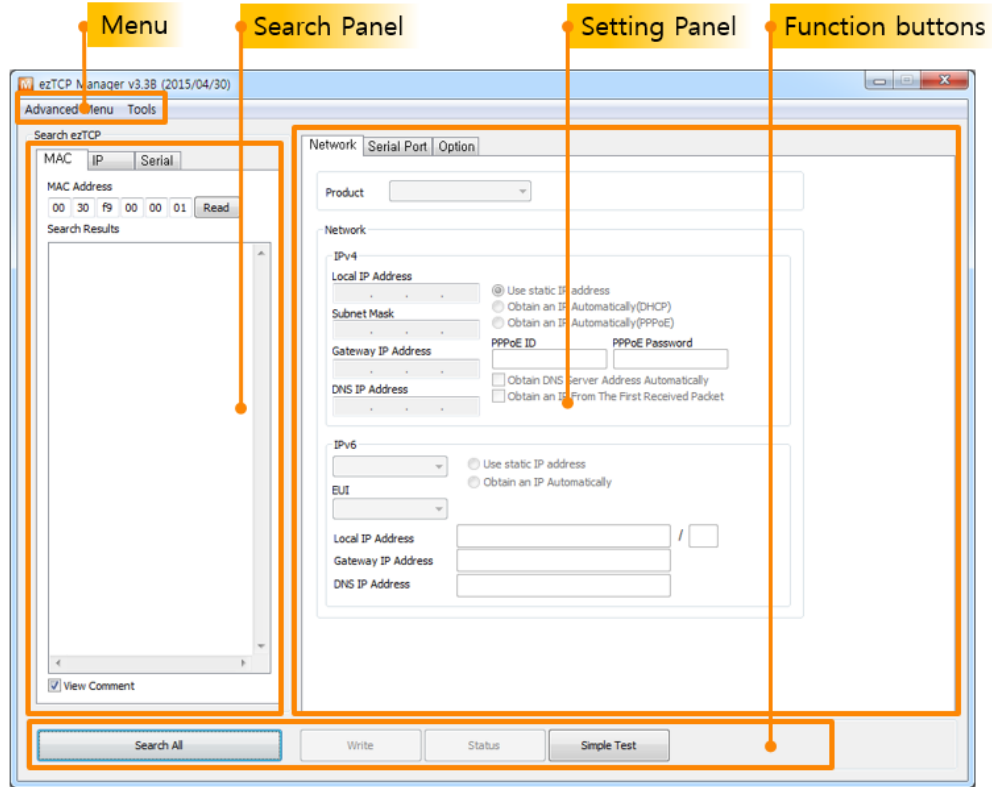 Menu
Search Panel
Setting Panel
Function buttons
ezTCP Manager v3.3B (2015/04/30)
Advanced Menu Tools
Search ezTCP
MAC IP Serial
MAC Address
00 30 f9 00 00 01 Read
Search Results
View Comment
Network Serial Port Option
Product
Network
IPv4
Local IP Address
Use static IP address
Obtain an IP Automatically(DHCP)
Subnet Mask
Obtain an IP Automatically(PPPoE)
PPPoE ID PPPoE Password
Gateway IP Address
Obtain DNS Server Address Automatically
DNS IP Address
Obtain an IP From The First Received Packet
IPv6
Use static IP address
Obtain an IP Automatically
EUI
Local IP Address /
Gateway IP Address
DNS IP Address
Search All Write Status Simple Test